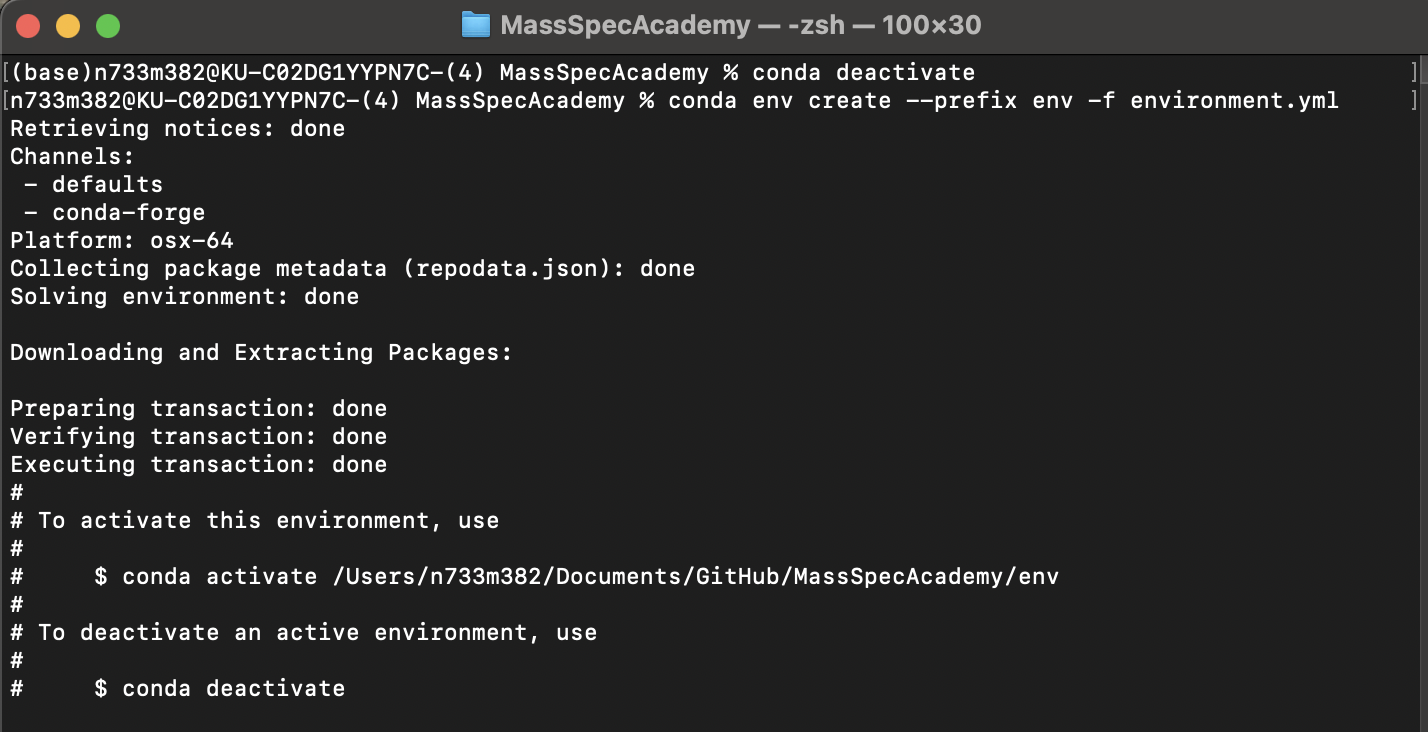 MassSpecAcademy — -zsh — 100×30
[(base)n733m382@KU-C02DG1YYPN7C-(4) MassSpecAcademy % conda deactivate ]
[n733m382@KU-C02DG1YYPN7C-(4) MassSpecAcademy % conda env create --prefix env -f environment.yml ]
Retrieving notices: done
Channels:
 - defaults
 - conda-forge
Platform: osx-64
Collecting package metadata (repodata.json): done
Solving environment: done
Downloading and Extracting Packages:
Preparing transaction: done
Verifying transaction: done
Executing transaction: done
#
# To activate this environment, use
#
#     $ conda activate /Users/n733m382/Documents/GitHub/MassSpecAcademy/env
#
# To deactivate an active environment, use
#
#     $ conda deactivate